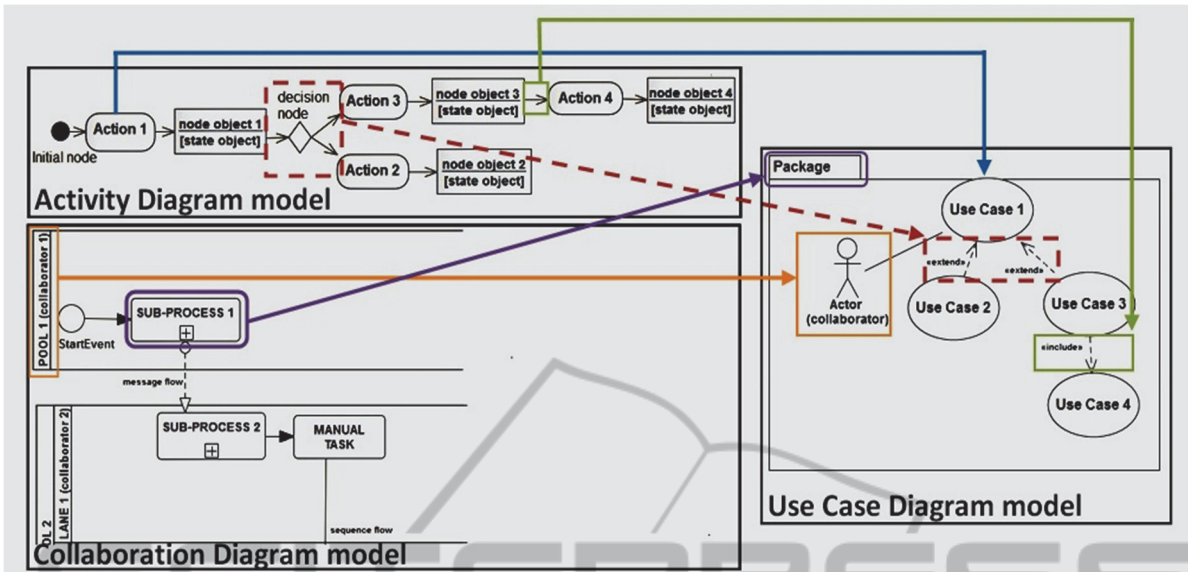 decision
node
Action 3
node object 3
[state object]
Action 4
node object 4
[state object]
Action 1
node object 1
[state object]
Initial node
Action 2
node object 2
[state object]
Activity Diagram model
Package
Use Case 1
«extend»
«extend»
Actor
(collaborator)
Use Case 2
Use Case 3
«include»
Use Case 4
Use Case Diagram model
POOL 1 (collaborator 1)
SUB-PROCESS 1
StartEvent
message flow
OL 2
LANE 1 (collaborator 2)
SUB-PROCESS 2
MANUAL
TASK
sequence flow
Collaboration Diagram model